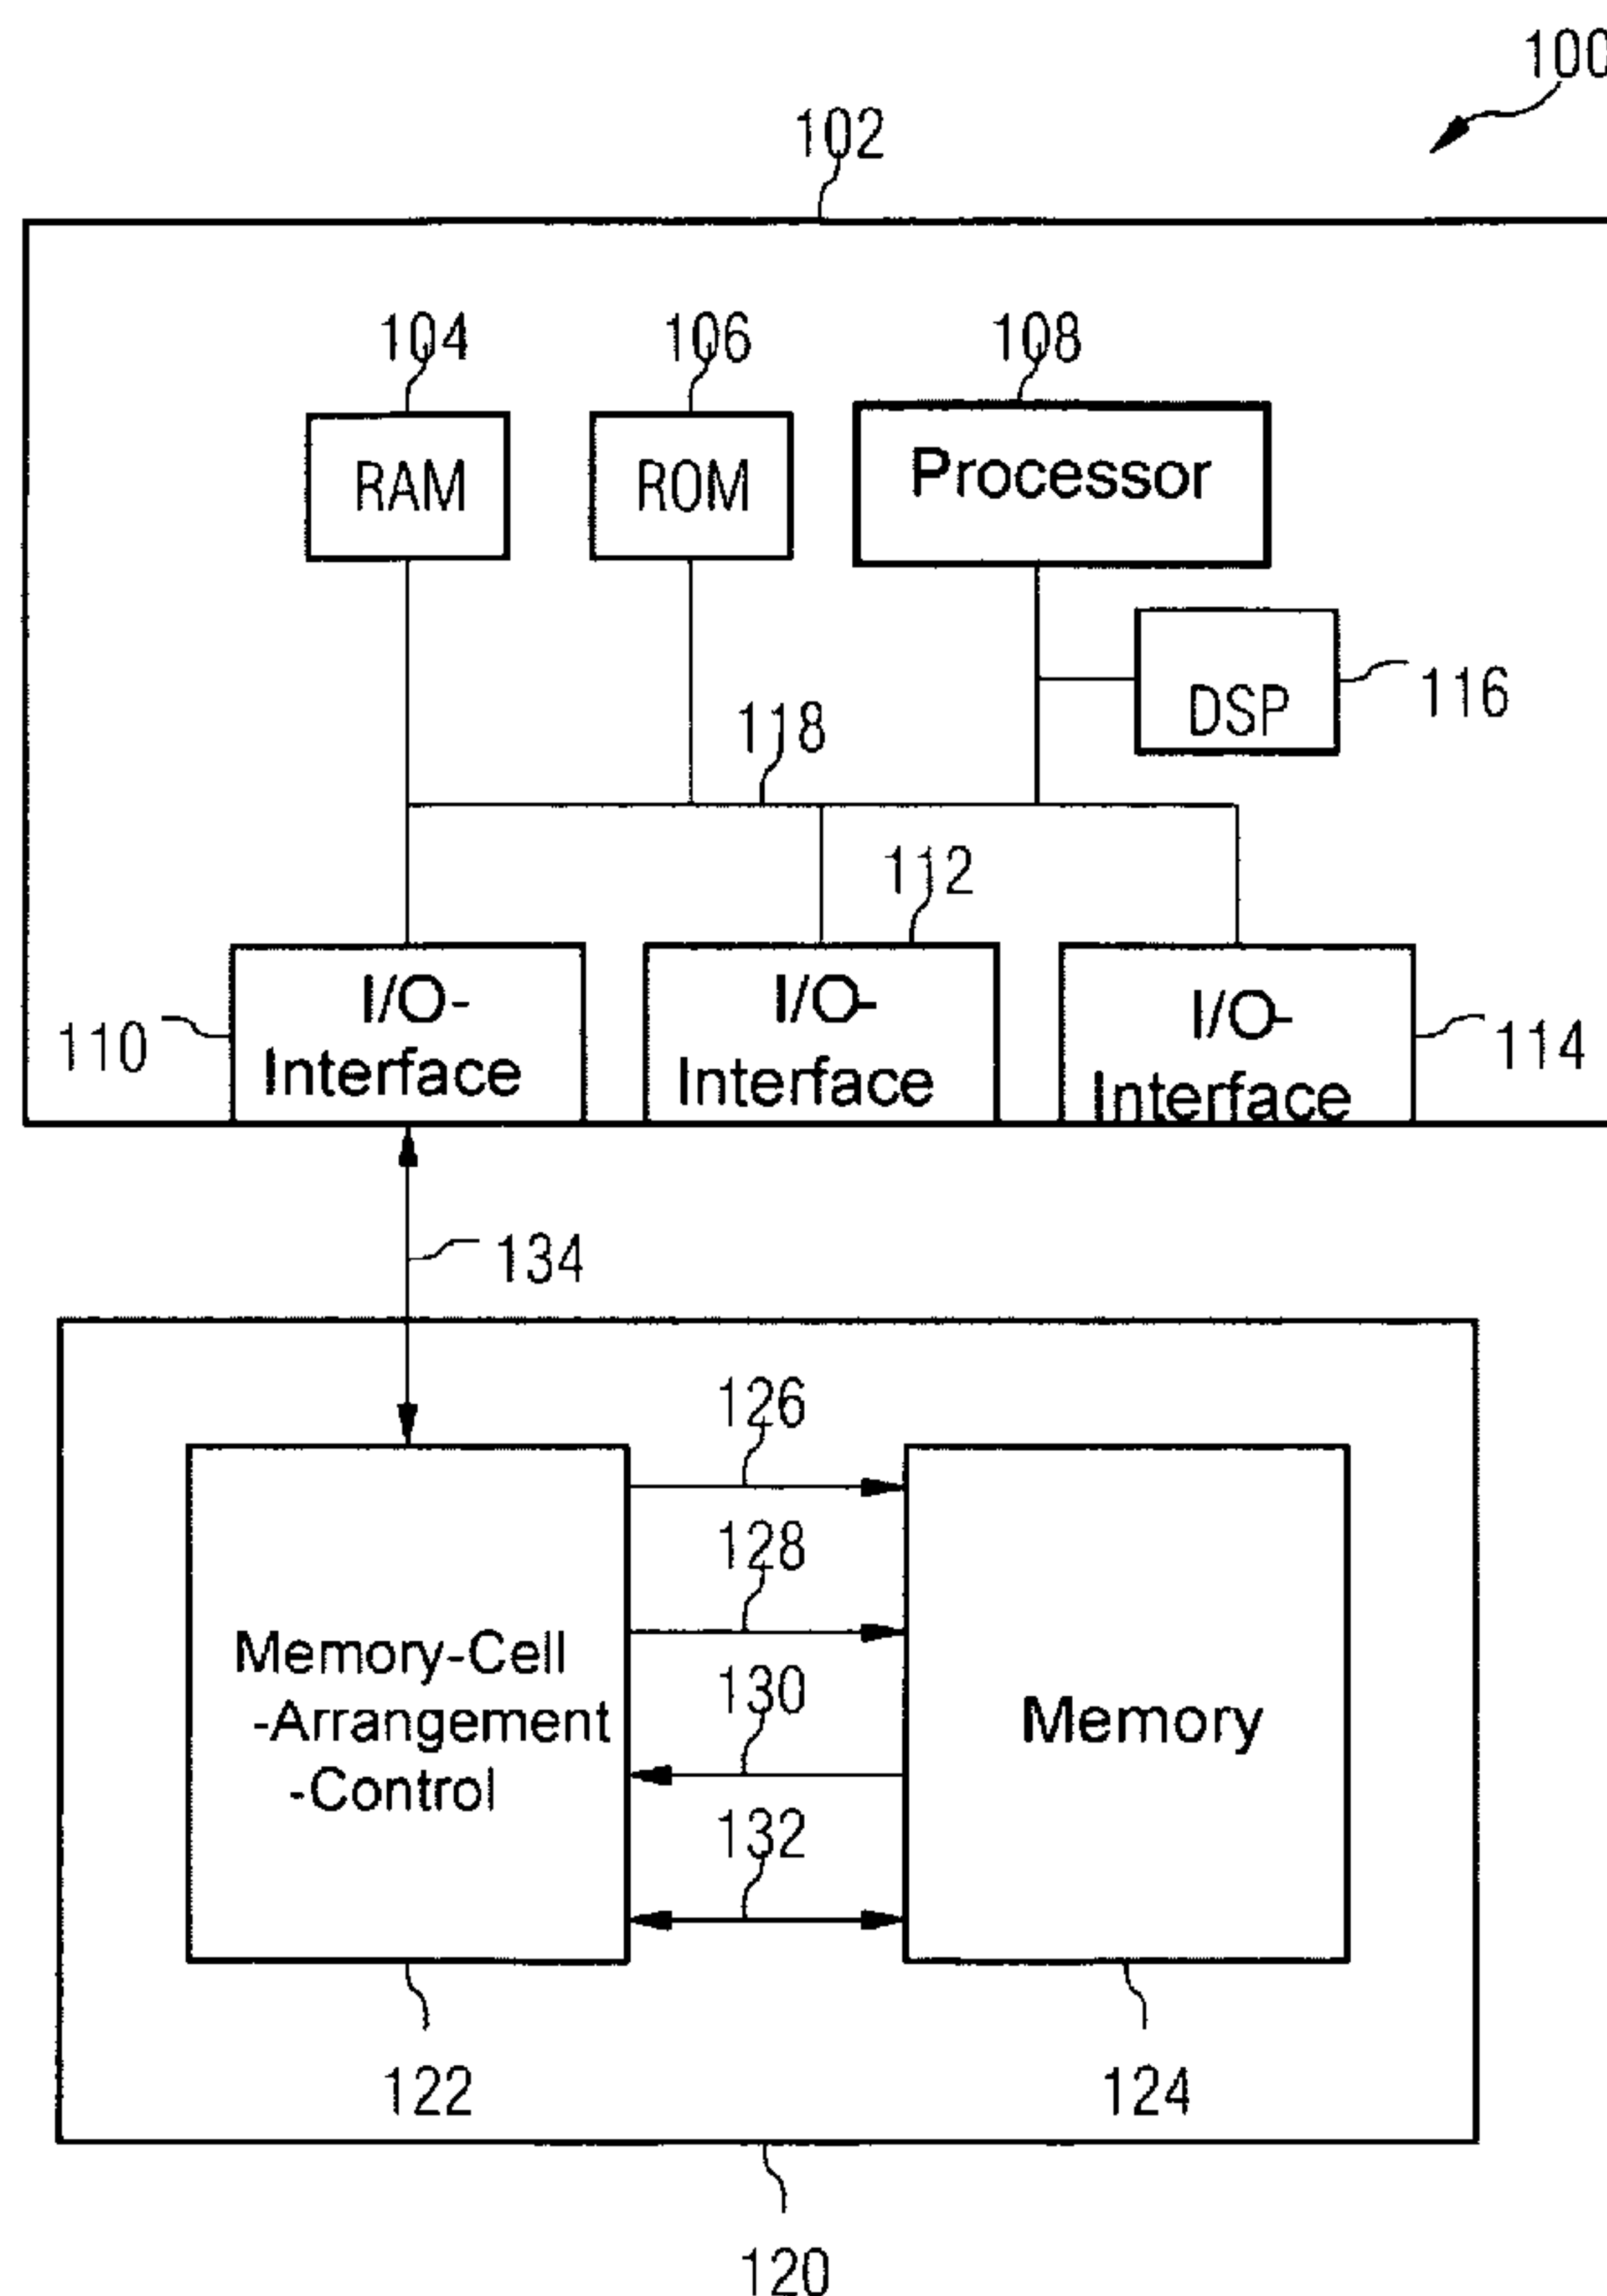 100
102
104
106
108
RAM
ROM
Processor
DSP
116
118
112
I/O-
Interface
I/O-
Interface
I/O-
Interface
110
114
134
126
128
130
132
Memory-Cell
-Arrangement
-Control
Memory
122
124
120